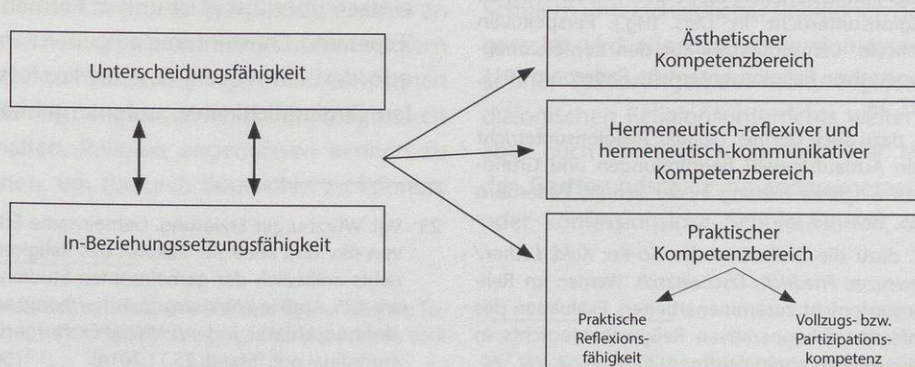 Unterscheidungsfähigkeit
In-Beziehungssetzungsfähigkeit
Ästhetischer
Kompetenzbereich
Hermeneutisch-reflexiver und
hermeneutisch-kommunikativer
Kompetenzbereich
Praktischer
Kompetenzbereich
Praktische
Reflexions-
fähigkeit
Vollzugs- bzw.
Partizipations-
kompetenz